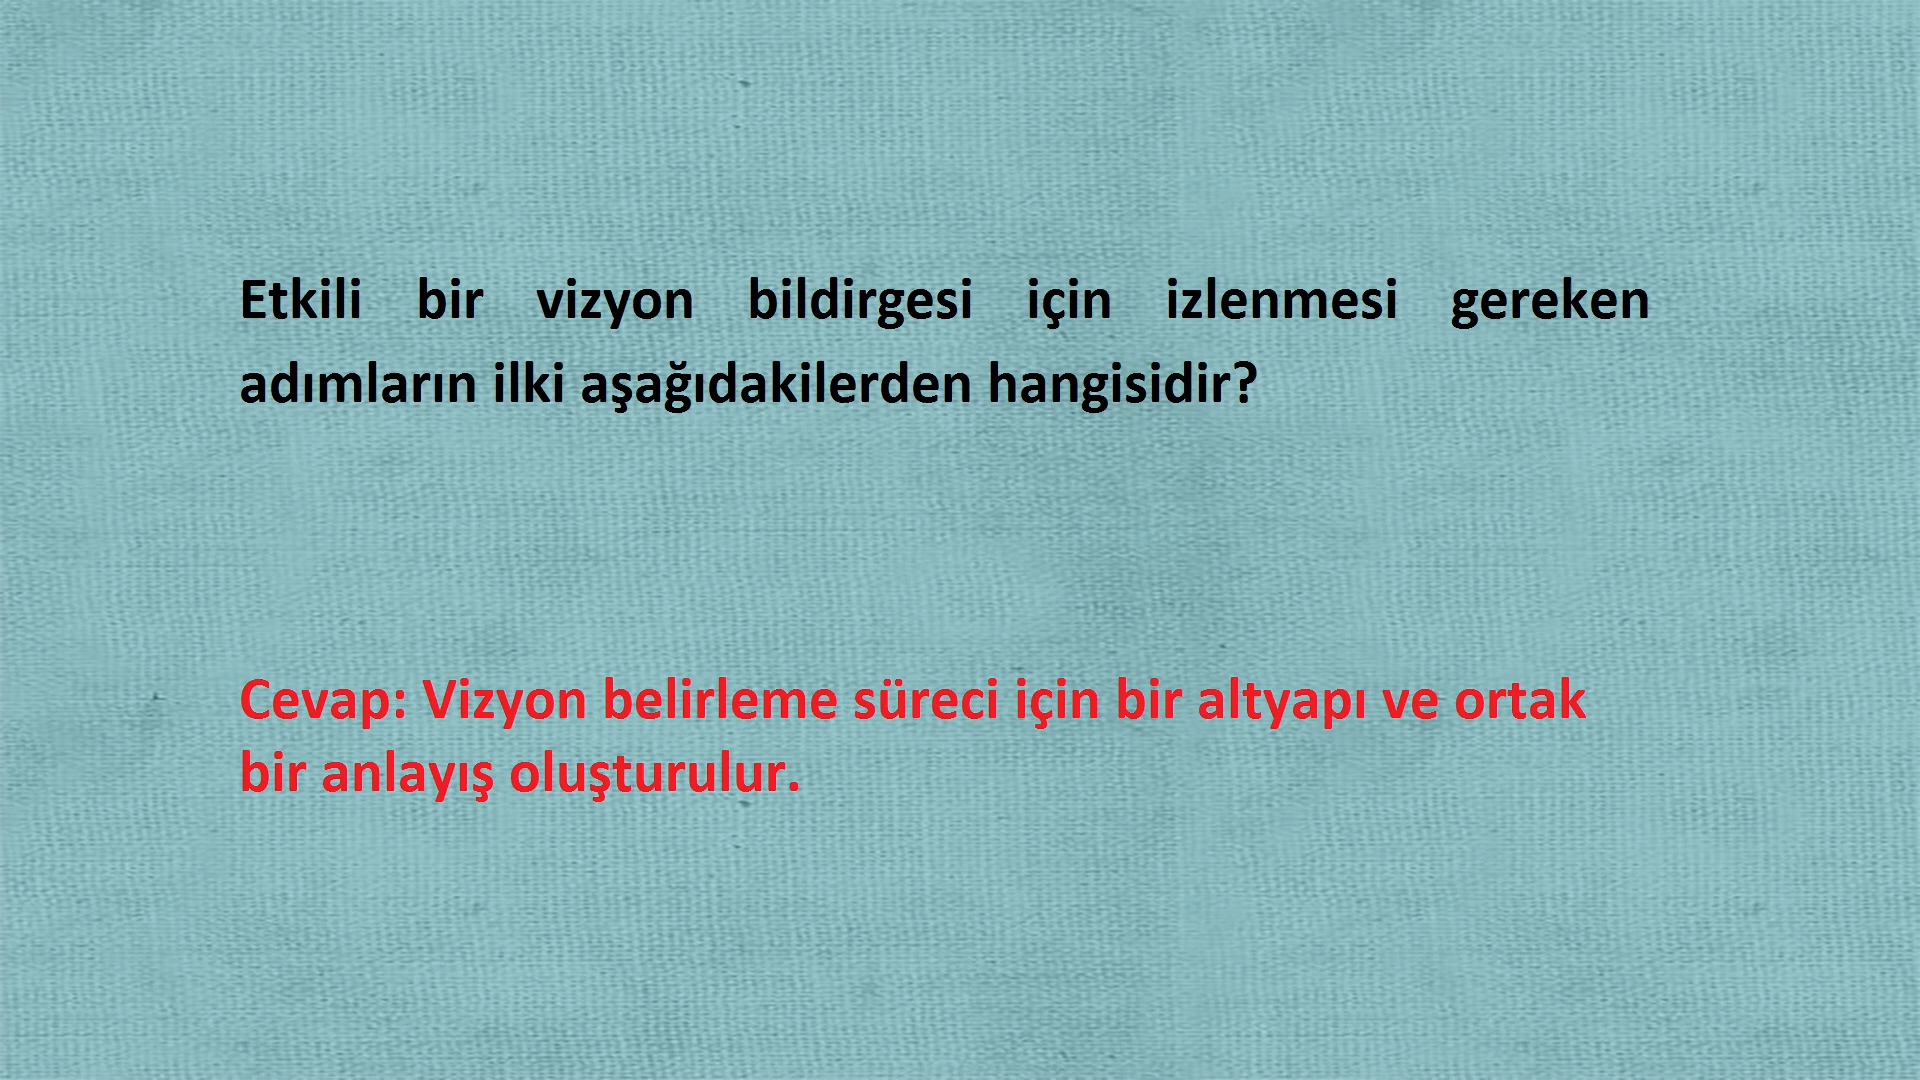 Etkili bir vizyon bildirgesi için izlenmesi gereken
adımların ilki aşağıdakilerden hangisidir?
Cevap: Vizyon belirleme süreci için bir altyapı ve ortak
bir anlayış oluşturulur.